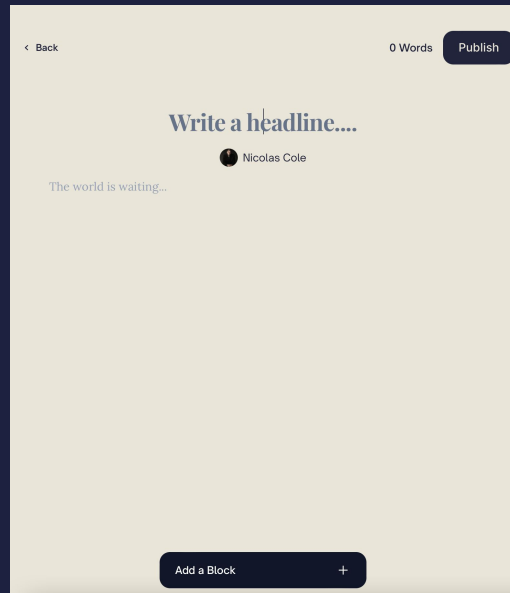 Back
0 Words
Publish
Write a headline....
Nicolas Cole
The world is waiting...
Add a Block